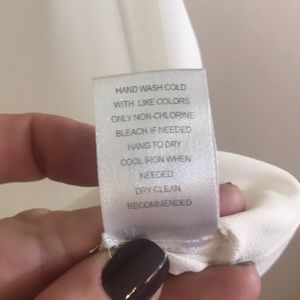 HAND WASH COLD
WITH LIKE COLORS
ONLY NON-CHLORINE
BLEACH IF NEEDED
HANG TO DRY
COOL IRON WHEN
NEEDED
DRY CLEAN
RECOMMENDED